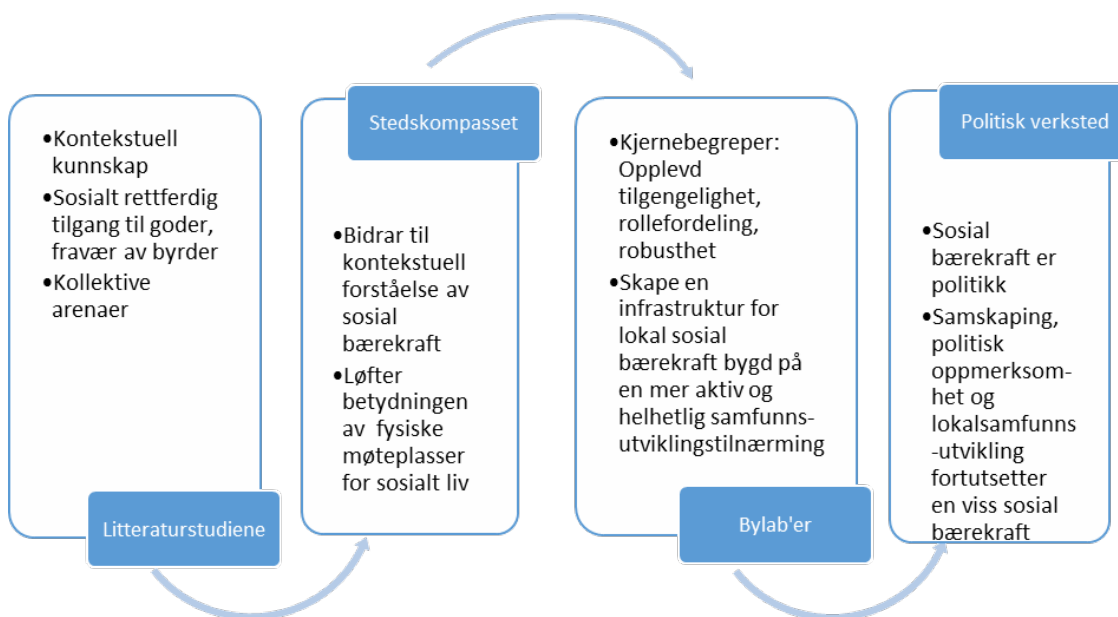 •Kontekstuell
kunnskap
•Sosialt rettferdig
tilgang til goder,
fravær av byrder
•Kollektive
arenaer
Litteraturstudiene
Stedskompasset
•Bidrar til
kontekstuell
forståelse av
sosial
bærekraft
•Løfter
betydningen
av fysiske
møteplasser
for sosialt liv
•Kjernebegreper:
Opplevd
tilgengelighet,
rollefordeling,
robusthet
•Skape en
infrastruktur for
lokal sosial
bærekraft bygd på
en mer aktiv og
helhetlig samfunns-
utviklingstilnærming
Bylab'er
Politisk verksted
•Sosial
bærekraft er
politikk
•Samskaping,
politisk
oppmerksom-
het og
lokalsamfunns
-utvikling
fortutsetter
en viss sosial
bærekraft